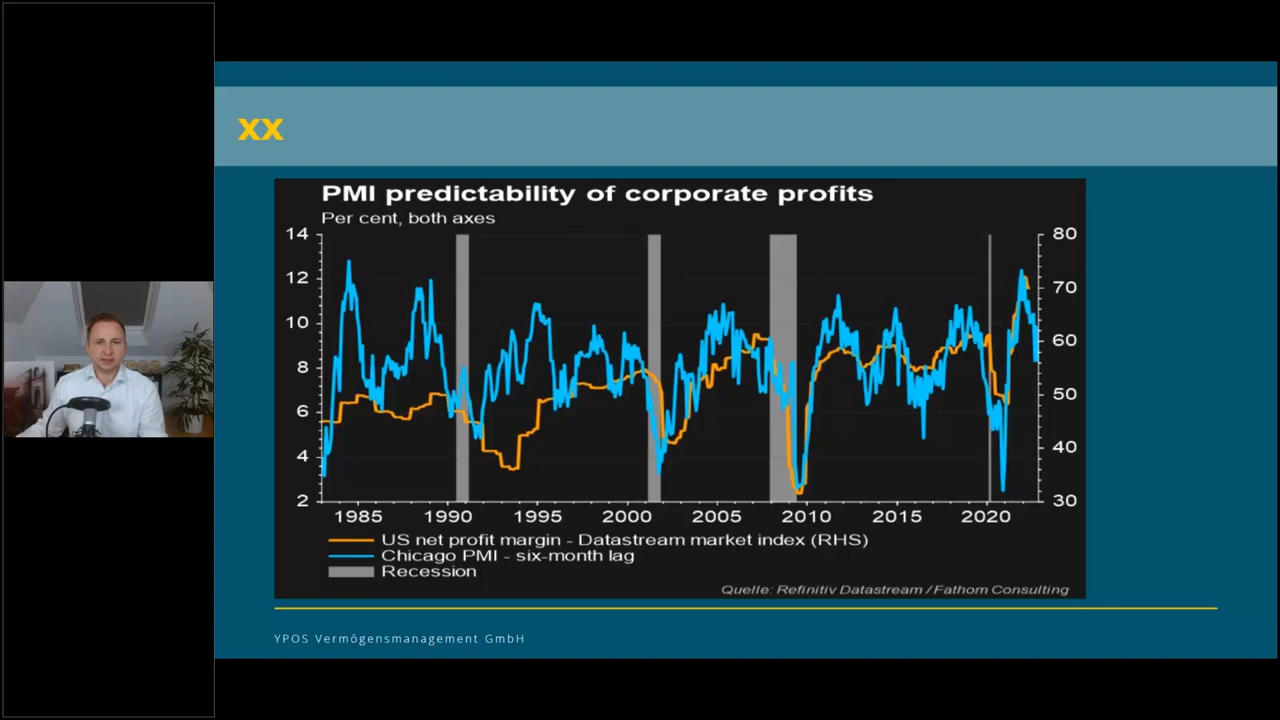 xx
PMI predictability of corporate profits
Per cent, both axes
14
12
10
8
6
4
2
80
70
60
50
40
30
1985 1990 1995 2000 2005 2010 2015 2020
US net profit margin - Datastream market index (RHS)
Chicago PMI - six-month lag
Recession
Quelle: Refinitiv Datastream / Fathom Consulting
YPOS Vermögensmanagement GmbH